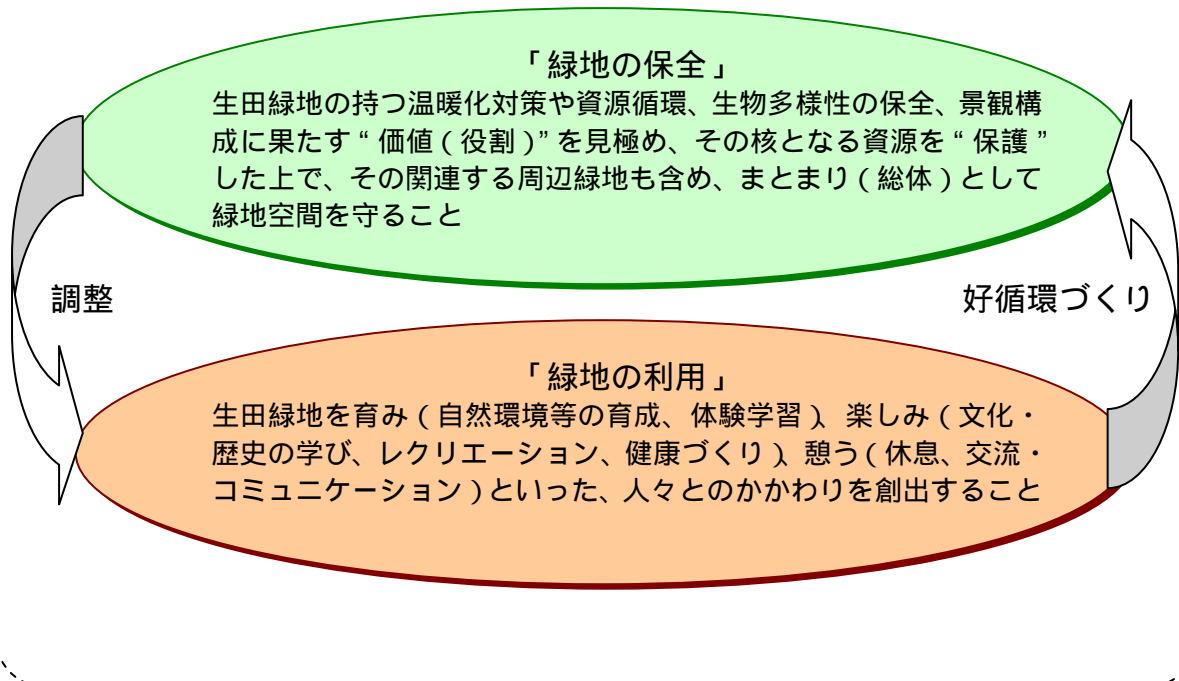 「緑地の保全」
生田緑地の持つ温暖化対策や資源循環、生物多様性の保全、景観構
成に果たす“価値（役割）”を見極め、その核となる資源を“保護”
した上で、その関連する周辺緑地も含め、まとまり（総体）として
緑地空間を守ること
調整
好循環づくり
「緑地の利用」
生田緑地を育み（自然環境等の育成、体験学習）、楽しみ（文化・
歴史の学び、レクリエーション、健康づくり）、憩う（休息、交流・
コミュニケーション）といった、人々とのかかわりを創出すること